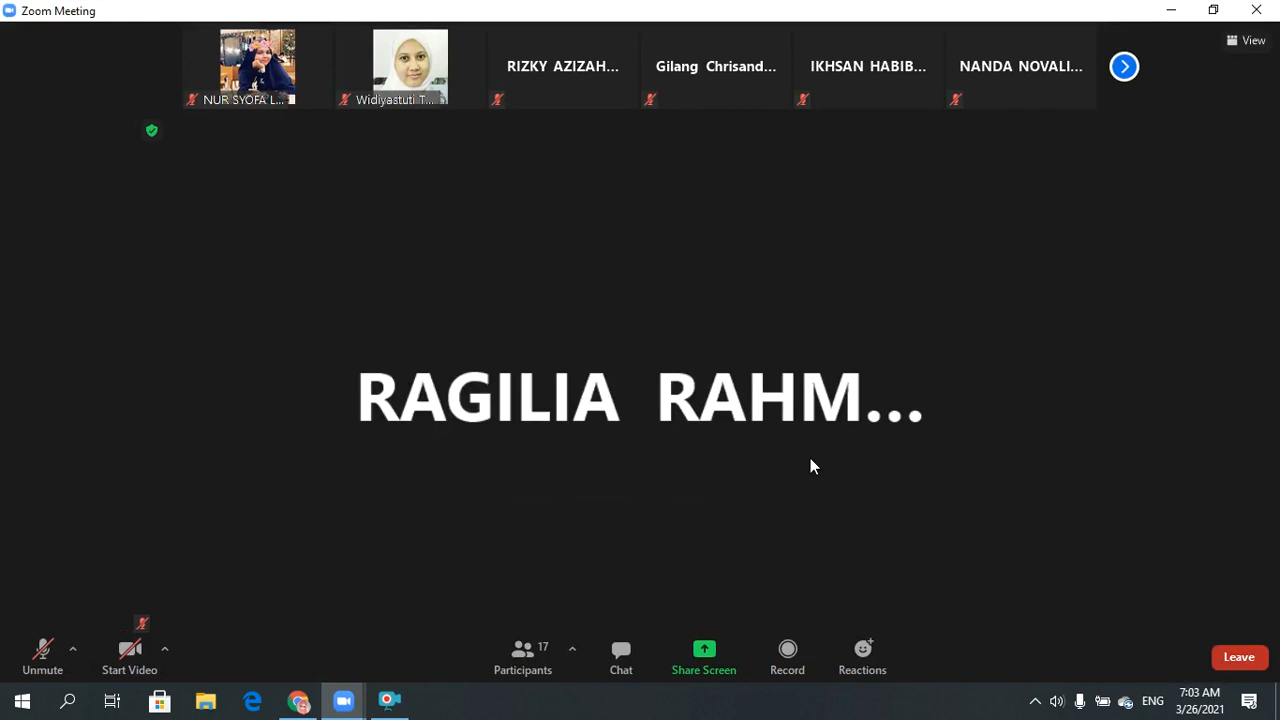 Zoom Meeting
View
NUR SYOFA L...
Widiyastuti T...
RIZKY AZIZAH...
Gilang Chrisand...
IKHSAN HABIB...
NANDA NOVALI...
RAGILIA RAHM...
Unmute
Start Video
17
Participants
Chat
Share Screen
Record
Reactions
Leave
ENG
7:03 AM
3/26/2021